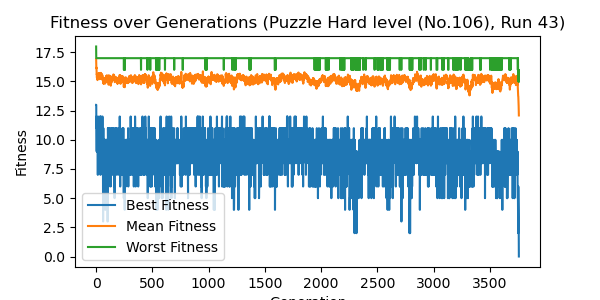 Fitness over Generations (Puzzle Hard level (No.106), Run 43)
Fitness
17.5
15.0
12.5
10.0
7.5
5.0
2.5
0.0
Best Fitness
Mean Fitness
Worst Fitness
0 500 1000 1500 2000 2500 3000 3500
Generation